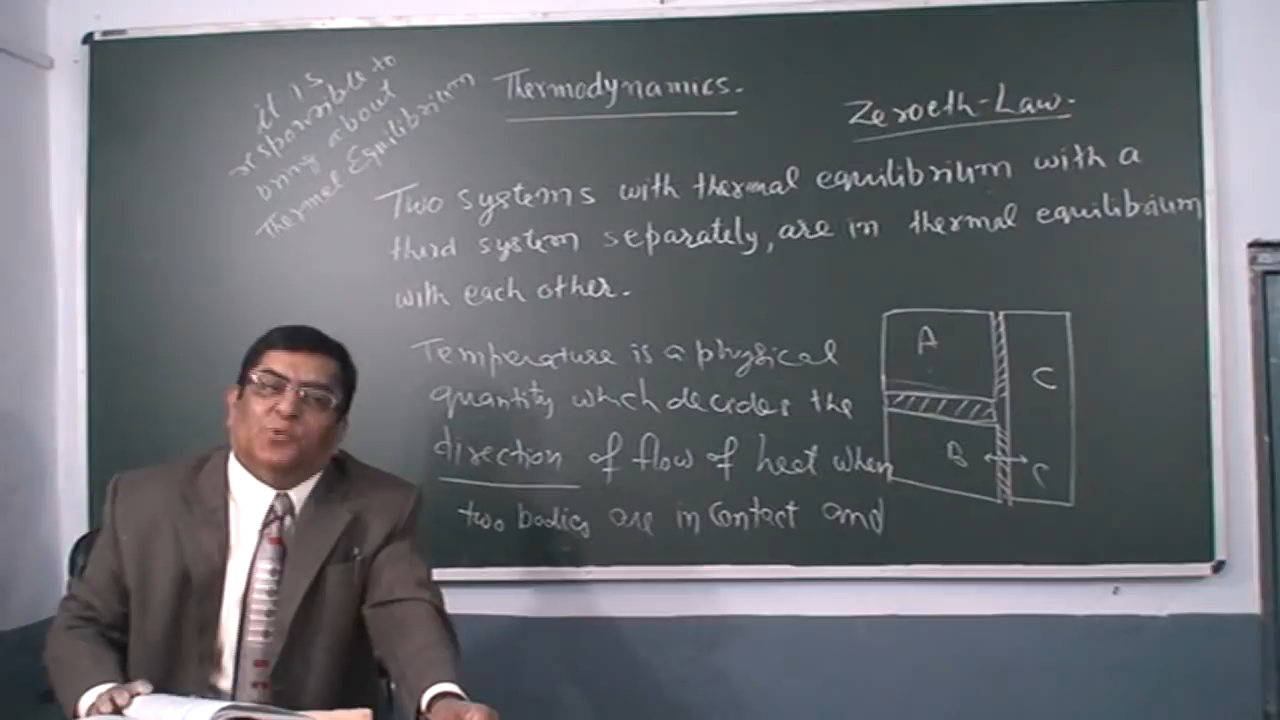 Thermodynamics.
Zeroeth-Law.
it is
responsible to
bring about
Thermal Equilibrium
Two systems with thermal equilibrium with a
third system separately, are in thermal equilibrium
with each other.
Temperature is a physical
quantity which decides the
direction of flow of heat when
two bodies are in contact and
A
C
B
C